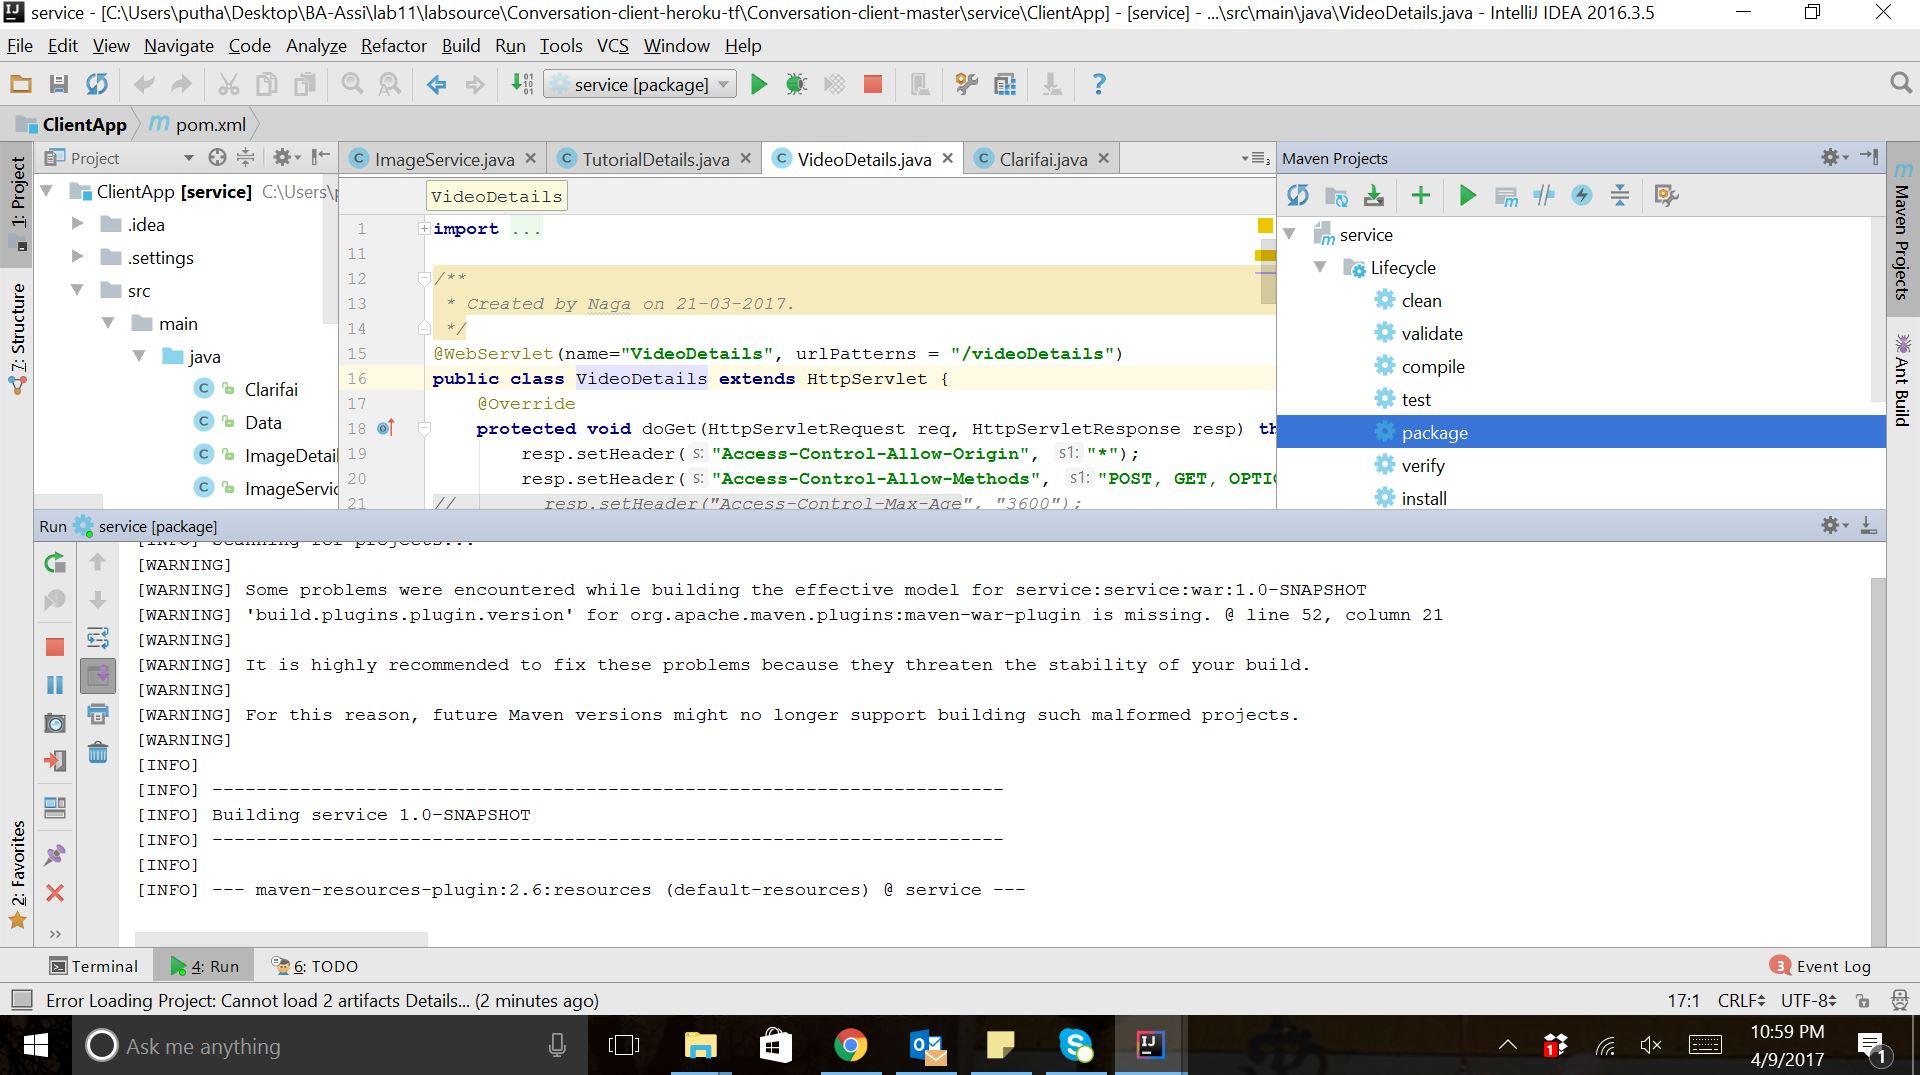 service - [C:\Users\putha\Desktop\BA-Assi\lab11\labsource\Conversation-client-heroku-tf\Conversation-client-master\service\ClientApp] - [service] - ...\src\main\java\VideoDetails.java - IntelliJ IDEA 2016.3.5
File Edit View Navigate Code Analyze Refactor Build Run Tools VCS Window Help
service [package]
ClientApp pom.xml
1: Project
7: Structure
2: Favorites
Project
ClientApp [service] C:\Users\
.idea
.settings
src
main
java
Clarifai
Data
ImageDetail
ImageServic
ImageService.java TutorialDetails.java VideoDetails.java Clarifai.java
VideoDetails
1 import ...
11
12 /**
13 * Created by Naga on 21-03-2017.
14 */
15 @WebServlet(name="VideoDetails", urlPatterns = "/videoDetails")
16 public class VideoDetails extends HttpServlet {
17 @Override
18 protected void doGet(HttpServletRequest req, HttpServletResponse resp) th
19 resp.setHeader( s: "Access-Control-Allow-Origin", s1: "*");
20 resp.setHeader( s: "Access-Control-Allow-Methods", s1: "POST, GET, OPTIO
21 // resp.setHeader("Access-Control-Max-Age", "3600");
Maven Projects
service
Lifecycle
clean
validate
compile
test
package
verify
install
Maven Projects
Ant Build
Run service [package]
[INFO] Scanning for projects...
[WARNING]
[WARNING] Some problems were encountered while building the effective model for service:service:war:1.0-SNAPSHOT
[WARNING] 'build.plugins.plugin.version' for org.apache.maven.plugins:maven-war-plugin is missing. @ line 52, column 21
[WARNING]
[WARNING] It is highly recommended to fix these problems because they threaten the stability of your build.
[WARNING]
[WARNING] For this reason, future Maven versions might no longer support building such malformed projects.
[WARNING]
[INFO]
[INFO] ------------------------------------------------------------------------
[INFO] Building service 1.0-SNAPSHOT
[INFO] ------------------------------------------------------------------------
[INFO]
[INFO] --- maven-resources-plugin:2.6:resources (default-resources) @ service ---
Terminal 4: Run 6: TODO 3 Event Log
Error Loading Project: Cannot load 2 artifacts Details... (2 minutes ago) 17:1 CRLF UTF-8
Ask me anything
10:59 PM
4/9/2017
1
1